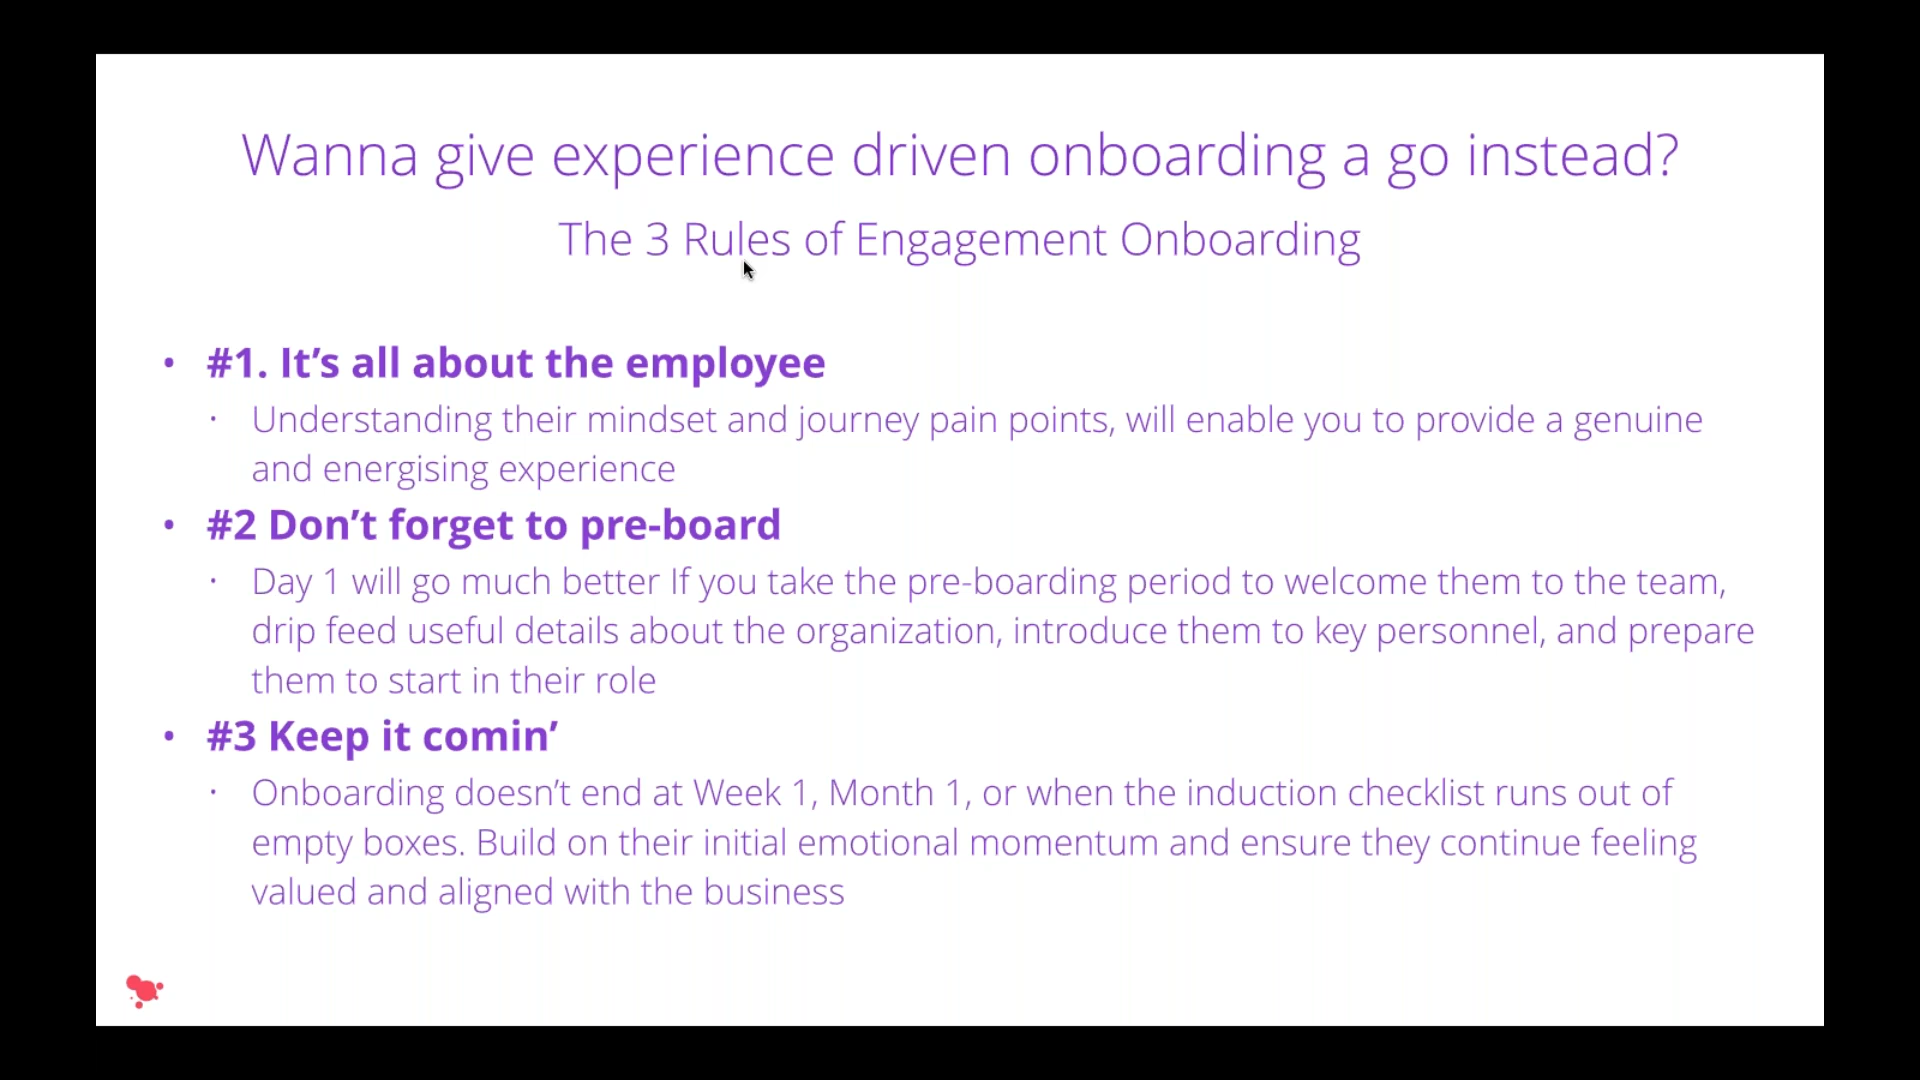 Wanna give experience driven onboarding a go instead?
The 3 Rules of Engagement Onboarding
• #1. It’s all about the employee
· Understanding their mindset and journey pain points, will enable you to provide a genuine
and energising experience
• #2 Don’t forget to pre-board
· Day 1 will go much better If you take the pre-boarding period to welcome them to the team,
drip feed useful details about the organization, introduce them to key personnel, and prepare
them to start in their role
• #3 Keep it comin’
· Onboarding doesn’t end at Week 1, Month 1, or when the induction checklist runs out of
empty boxes. Build on their initial emotional momentum and ensure they continue feeling
valued and aligned with the business